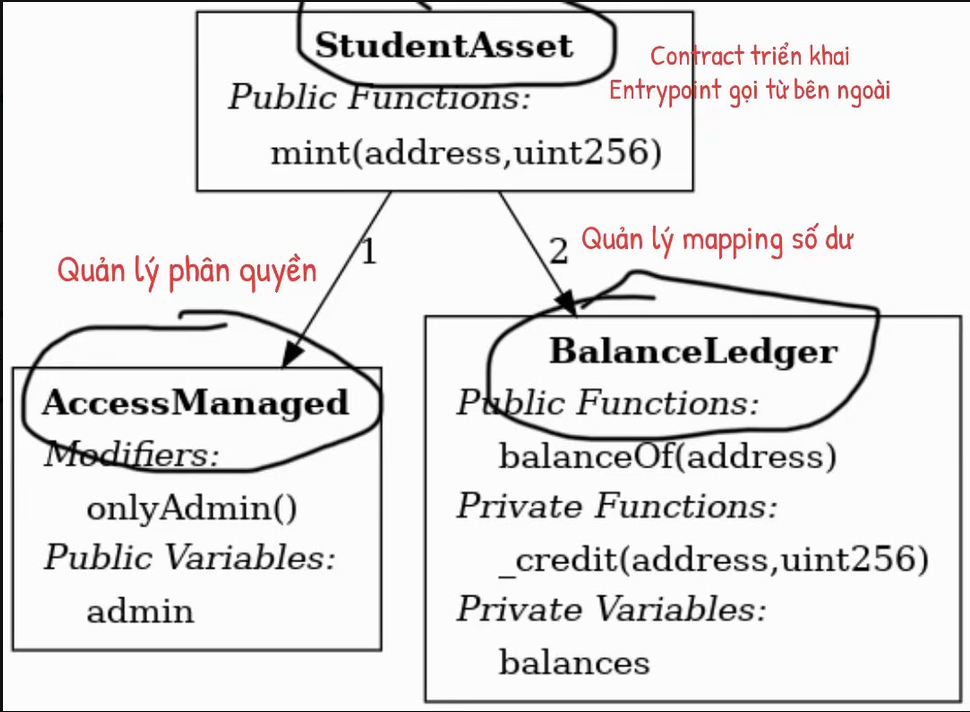 StudentAsset
Contract triển khai
Public Functions:
Entrypoint gọi từ bên ngoài
mint(address,uint256)
1
2
Quản lý mapping số dư
Quản lý phân quyền
AccessManaged
Modifiers:
onlyAdmin()
Public Variables:
admin
BalanceLedger
Public Functions:
balanceOf(address)
Private Functions:
_credit(address,uint256)
Private Variables:
balances